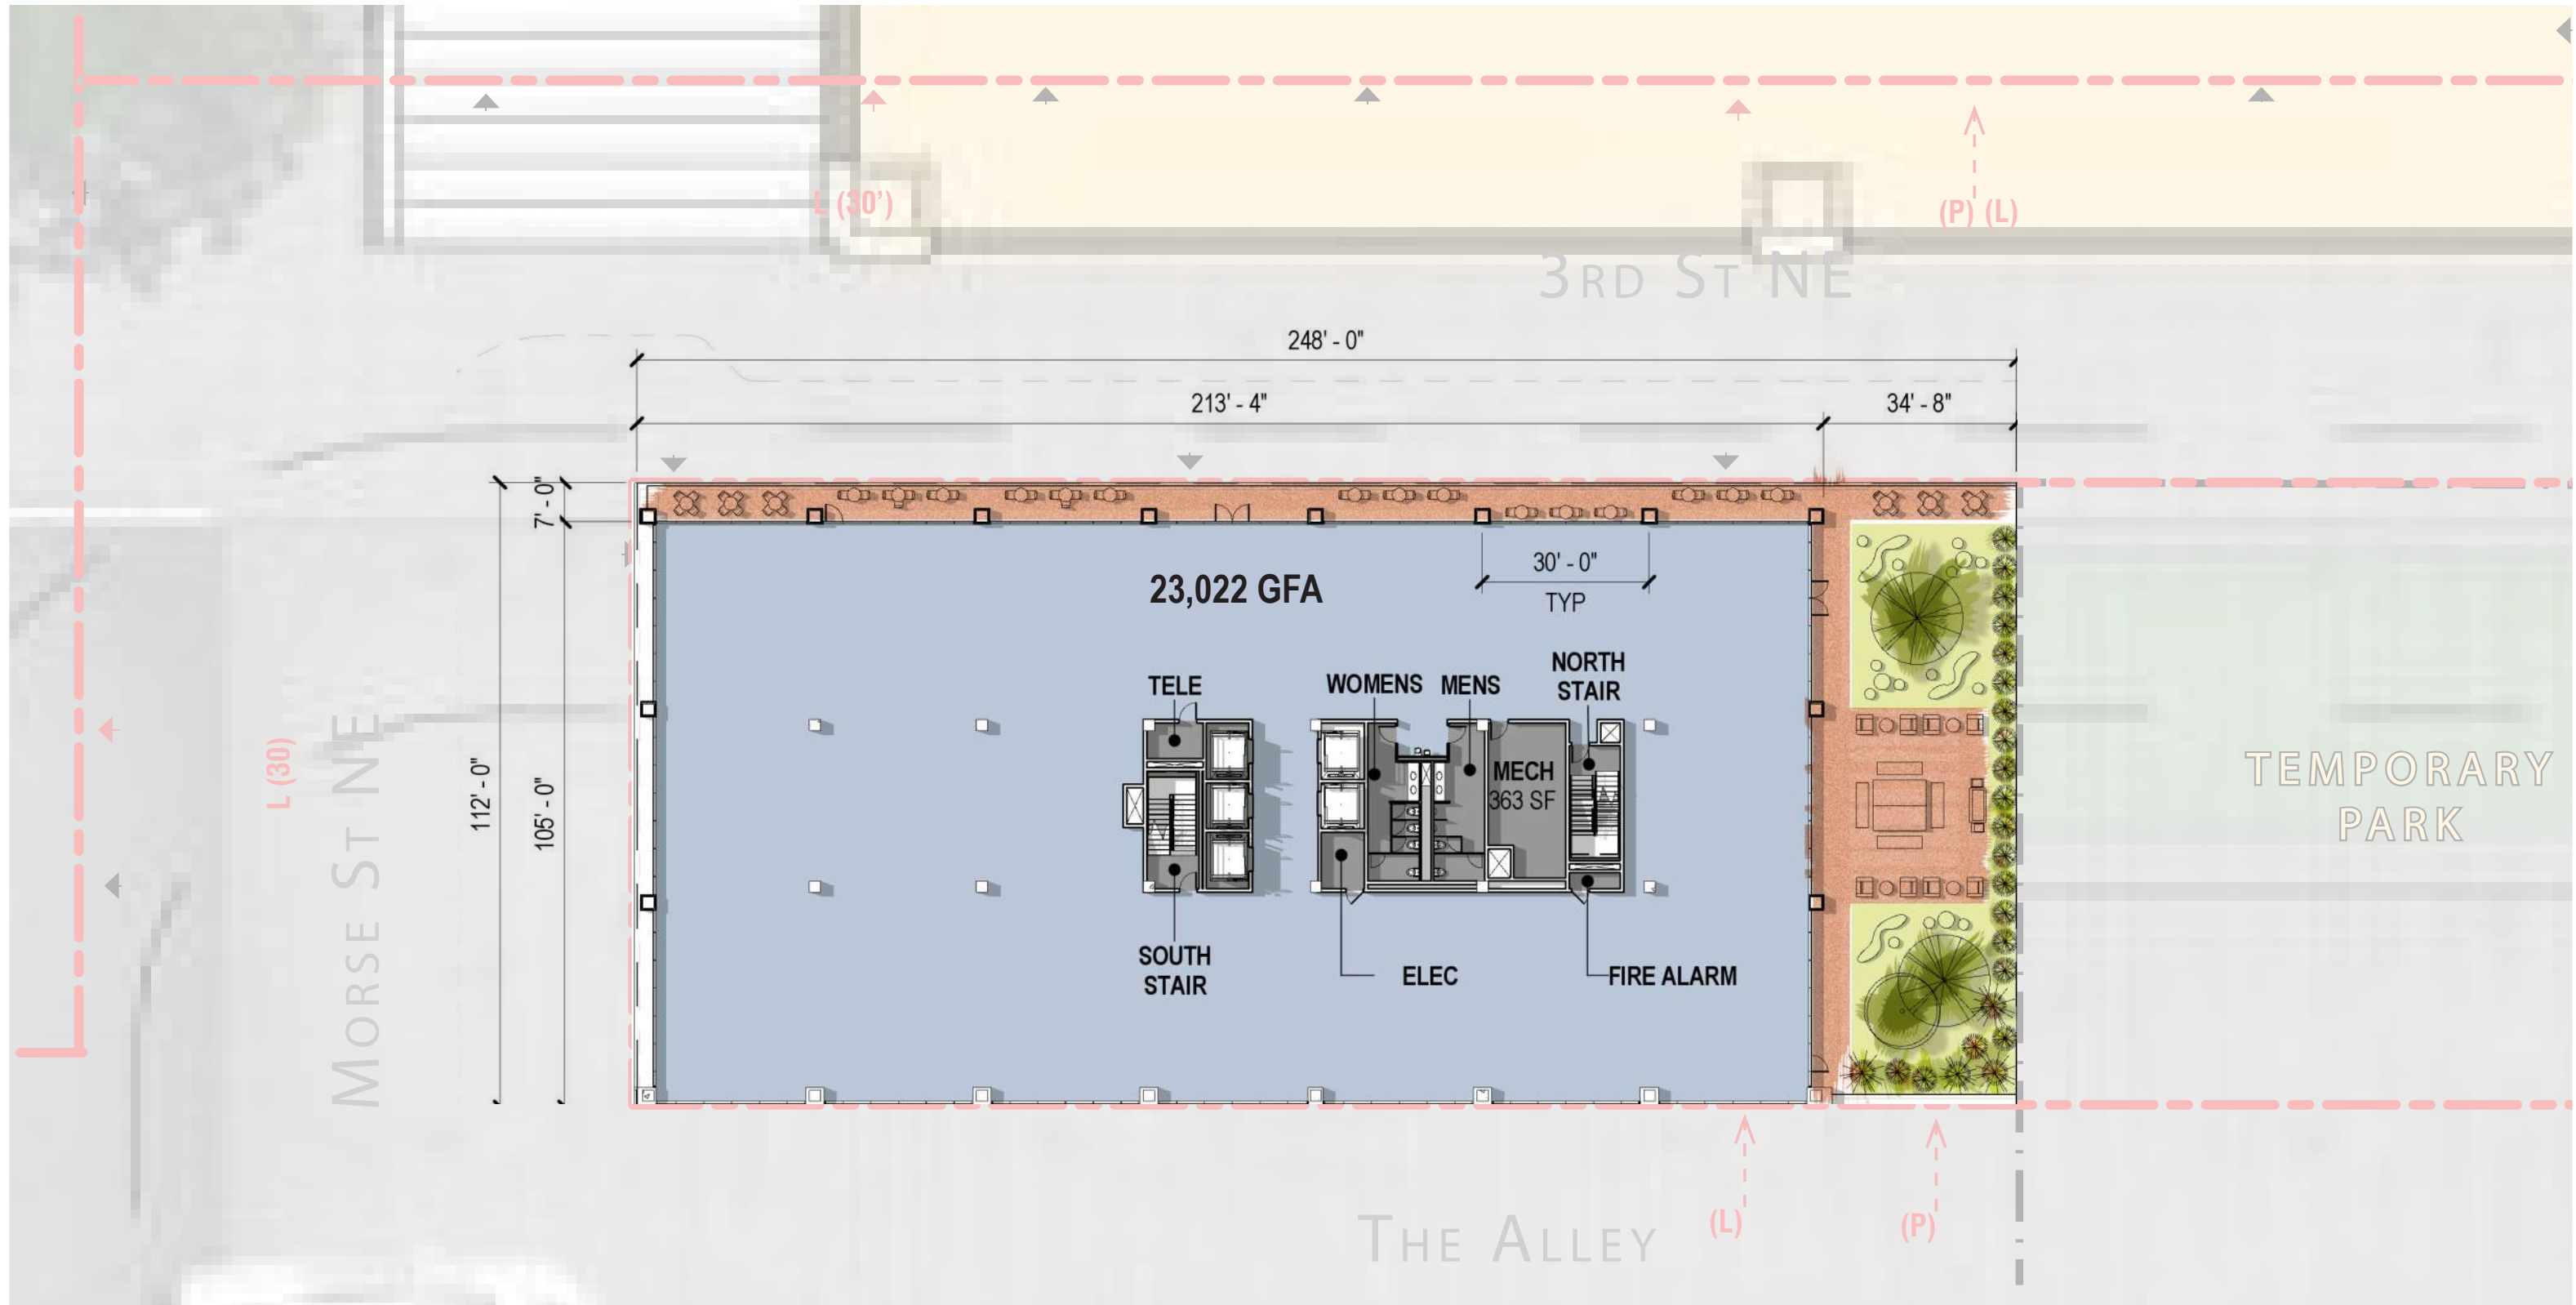 L (30')
(P) (L)
3RD ST NE
248' - 0"
213' - 4"
34' - 8"
7' - 0"
30' - 0"
TYP
23,022 GFA
NORTH
STAIR
TELE
WOMENS
MENS
MECH
363 SF
112' - 0"
105' - 0"
L (30)
MORSE ST NE
TEMPORARY
PARK
SOUTH
STAIR
ELEC
FIRE ALARM
THE ALLEY
(L)
(P)